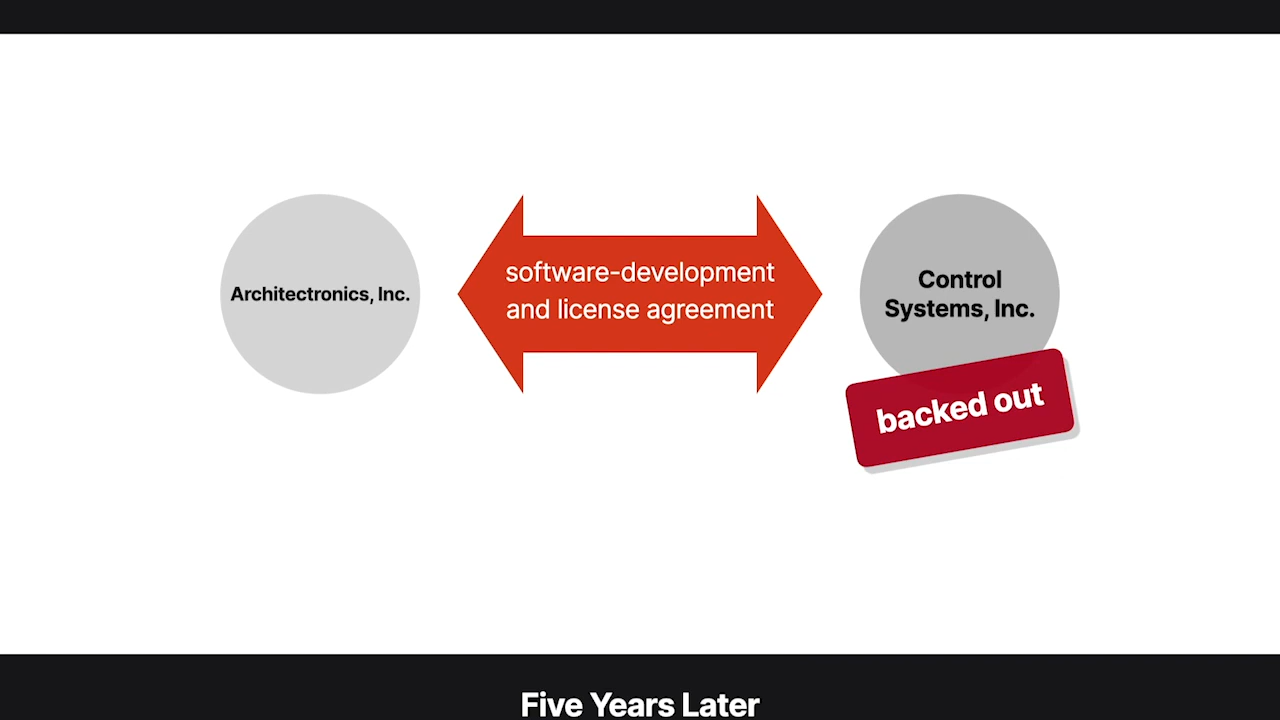 Architectronics, Inc.
software-development
and license agreement
Control
Systems, Inc.
backed out
Five Years Later